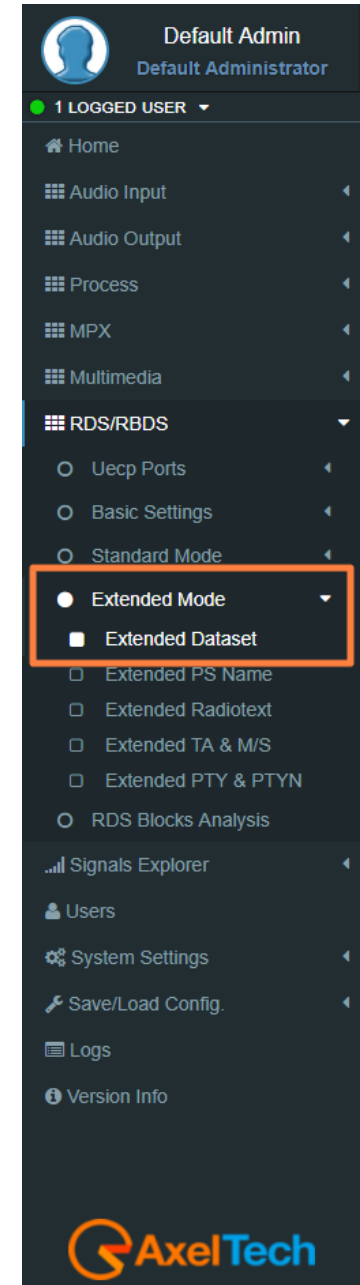 Default Admin
Default Administrator
1 LOGGED USER
Home
Audio Input
Audio Output
Process
MPX
Multimedia
RDS/RBDS
Uecp Ports
Basic Settings
Standard Mode
Extended Mode
Extended Dataset
Extended PS Name
Extended Radiotext
Extended TA & M/S
Extended PTY & PTYN
RDS Blocks Analysis
Signals Explorer
Users
System Settings
Save/Load Config.
Logs
Version Info
AxelTech